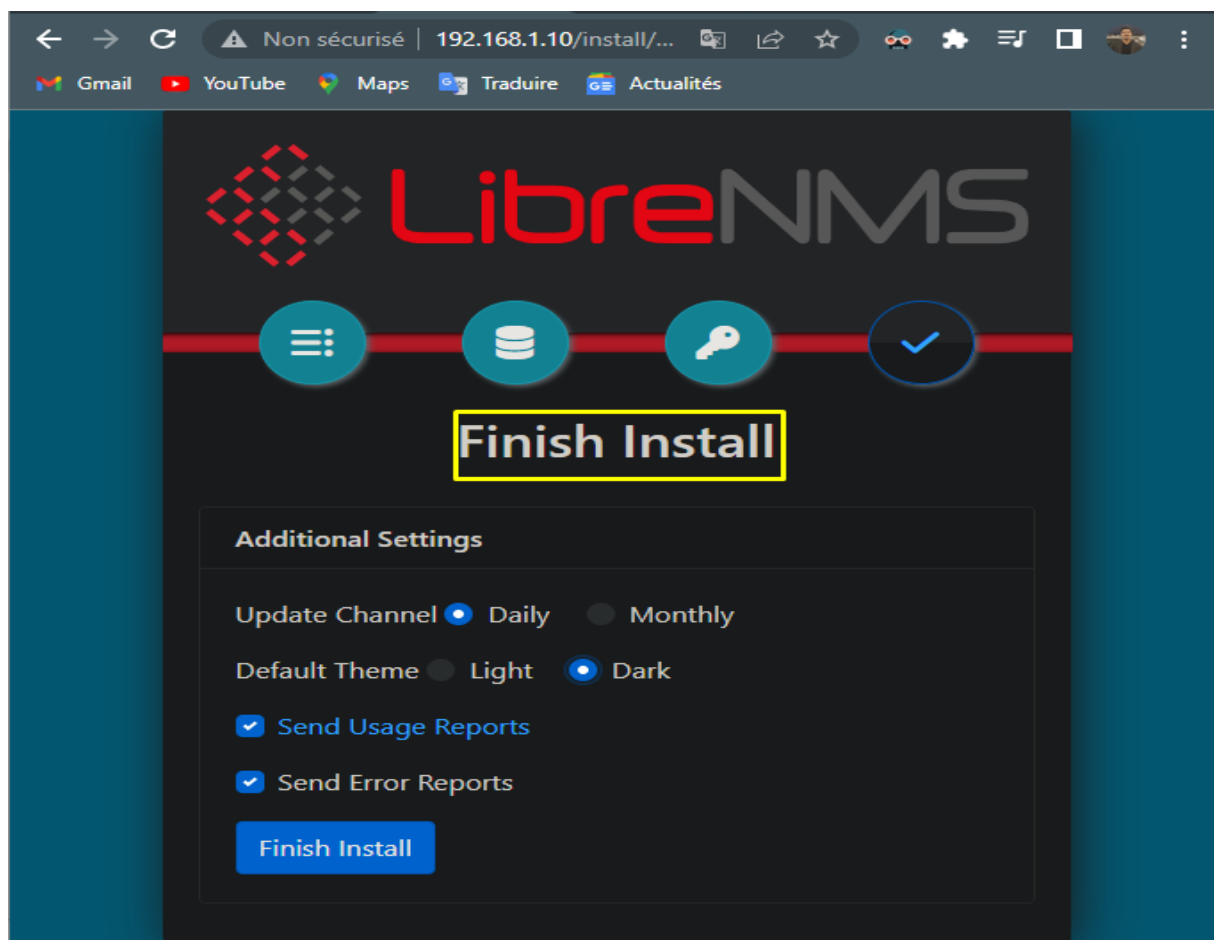 Non sécurisé | 192.168.1.10/install/...
Gmail YouTube Maps Traduire Actualités
LibreNMS
Finish Install
Additional Settings
Update Channel Daily Monthly
Default Theme Light Dark
Send Usage Reports
Send Error Reports
Finish Install